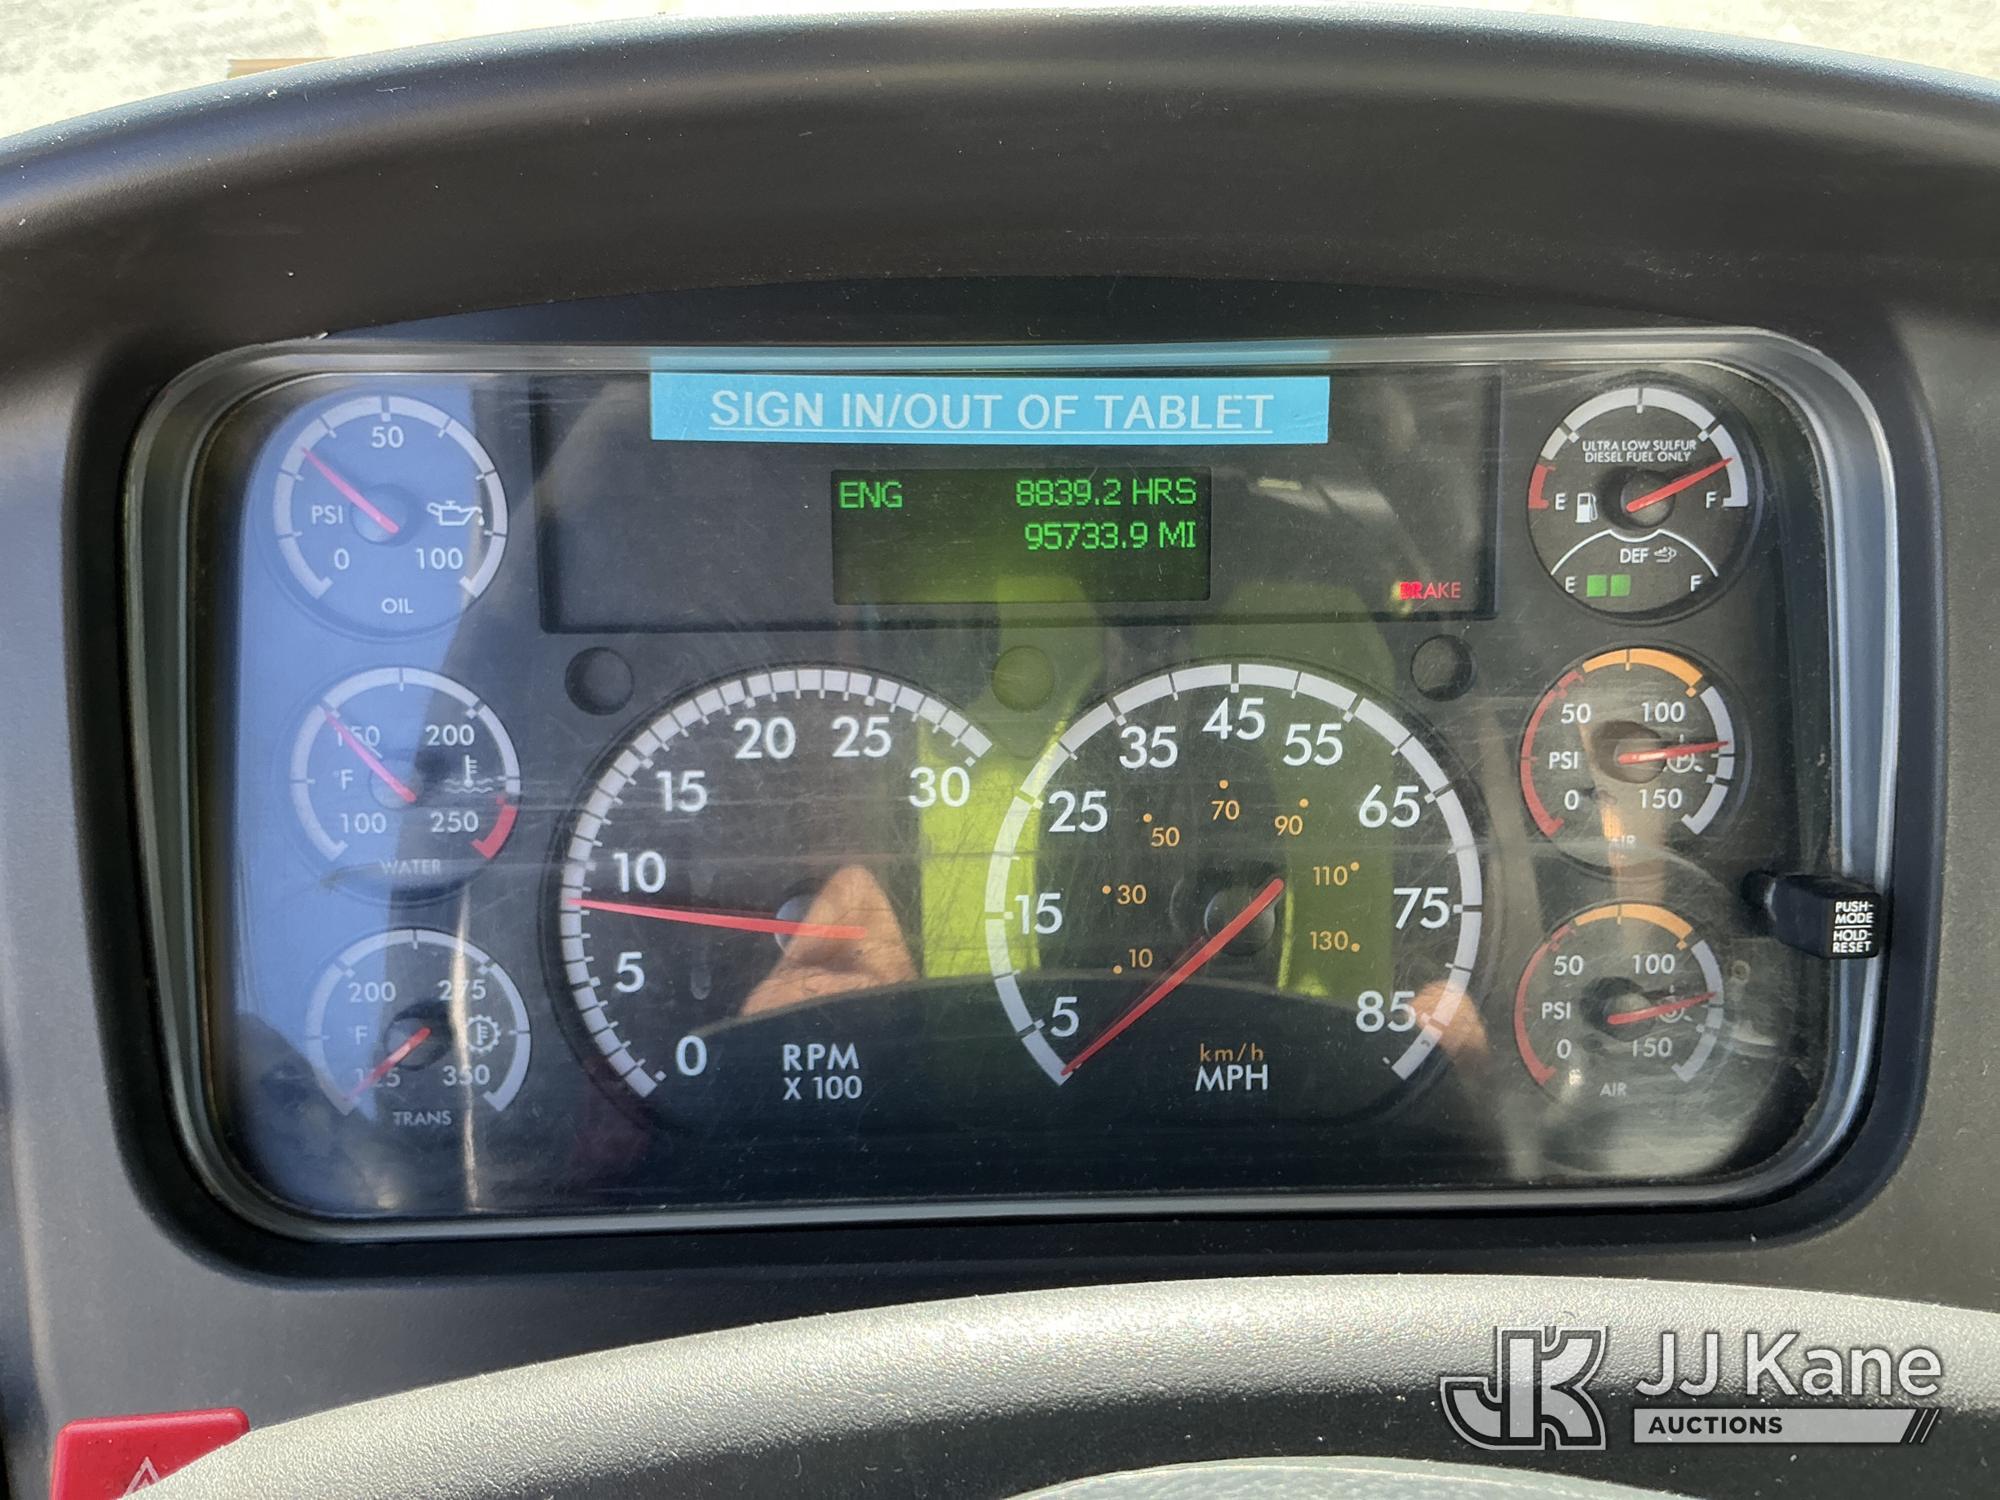 SIGN IN/OUT OF TABLET
ENG 8839.2 HRS
95733.9 MI
BRAKE
50
PSI
0 100
OIL
150 200
°F
100 250
WATER
200 275
°F
125 350
TRANS
0 5 10 15 20 25 30
RPM
X 100
5 15 25 35 45 55 65 75 85
10 30 50 70 90 110 130
km/h
MPH
ULTRA LOW SULFUR
DIESEL FUEL ONLY
E F
DEF
E F
50 100
PSI
0 150
AIR
50 100
PSI
0 150
AIR
PUSH-
MODE
HOLD-
RESET
JJ Kane
AUCTIONS